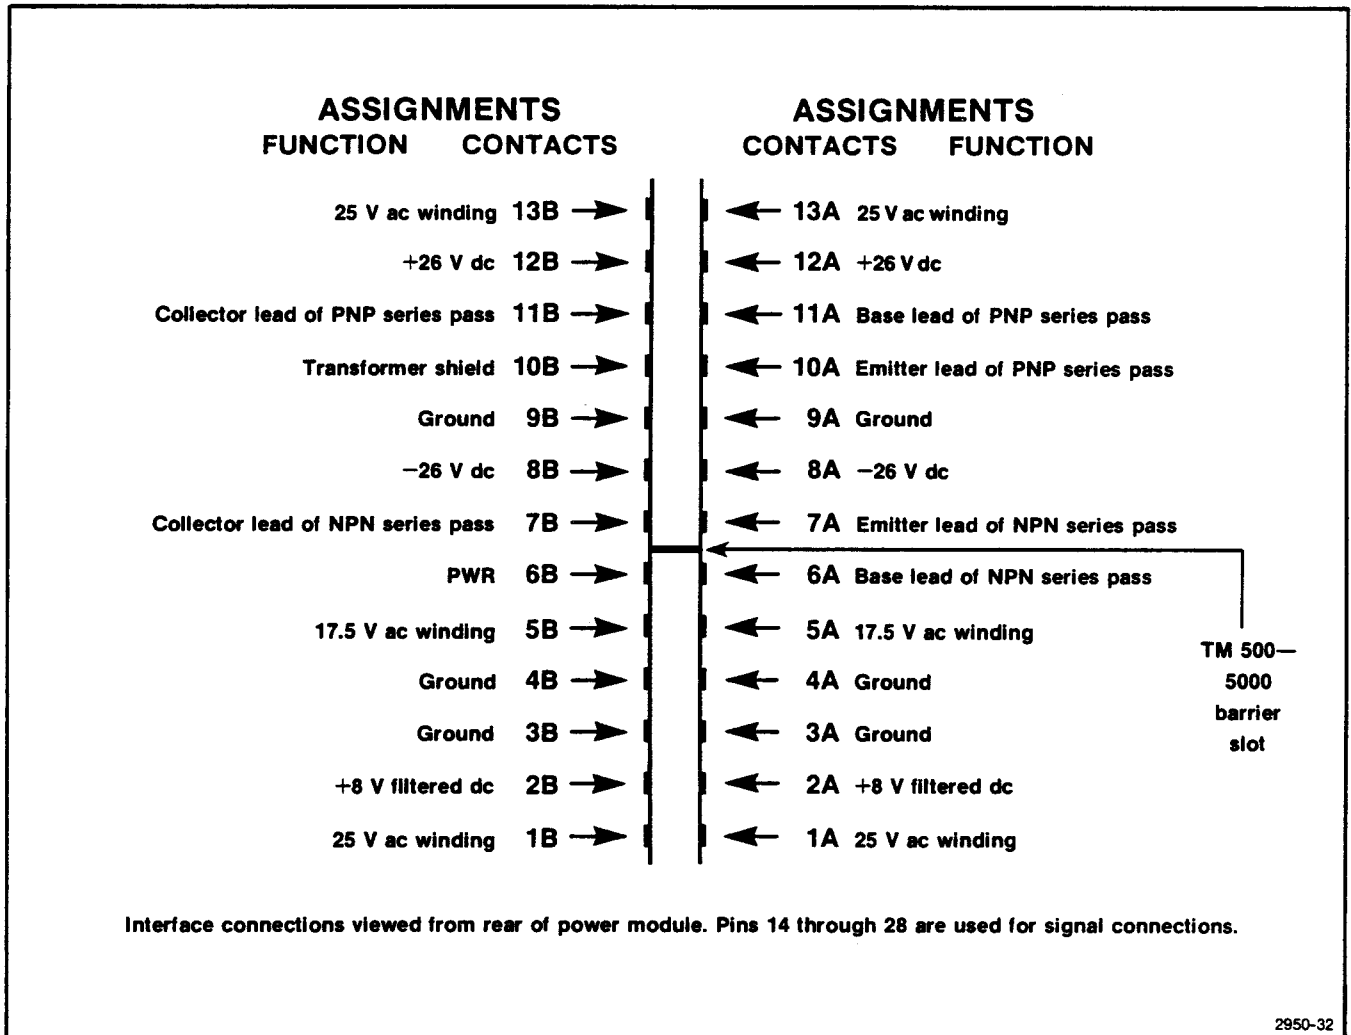 ASSIGNMENTS ASSIGNMENTS
FUNCTION CONTACTS CONTACTS FUNCTION
25 V ac winding 13B 13A 25 V ac winding
+26 V dc 12B 12A +26 V dc
Collector lead of PNP series pass 11B 11A Base lead of PNP series pass
Transformer shield 10B 10A Emitter lead of PNP series pass
Ground 9B 9A Ground
−26 V dc 8B 8A −26 V dc
Collector lead of NPN series pass 7B 7A Emitter lead of NPN series pass
PWR 6B 6A Base lead of NPN series pass
17.5 V ac winding 5B 5A 17.5 V ac winding
Ground 4B 4A Ground
Ground 3B 3A Ground
+8 V filtered dc 2B 2A +8 V filtered dc
25 V ac winding 1B 1A 25 V ac winding
TM 500—
5000
barrier
slot
Interface connections viewed from rear of power module. Pins 14 through 28 are used for signal connections.
2950-32